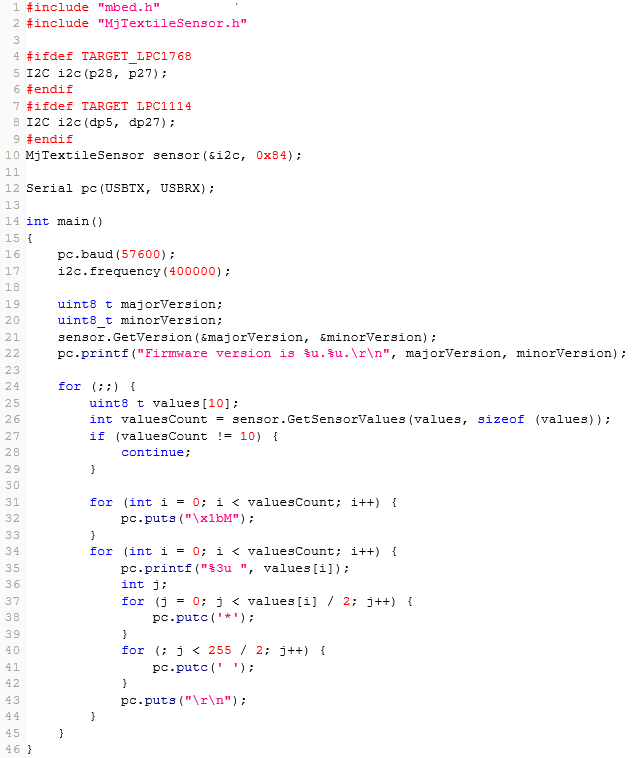 1 #include "mbed.h"
2 #include "MjTextileSensor.h"
3
4 #ifdef TARGET_LPC1768
5 I2C i2c(p28, p27);
6 #endif
7 #ifdef TARGET LPC1114
8 I2C i2c(dp5, dp27);
9 #endif
10 MjTextileSensor sensor(&i2c, 0x84);
11
12 Serial pc(USBTX, USBRX);
13
14 int main()
15 {
16     pc.baud(57600);
17     i2c.frequency(400000);
18
19     uint8 t majorVersion;
20     uint8_t minorVersion;
21     sensor.GetVersion(&majorVersion, &minorVersion);
22     pc.printf("Firmware version is %u.%u.\r\n", majorVersion, minorVersion);
23
24     for (;;) {
25         uint8 t values[10];
26         int valuesCount = sensor.GetSensorValues(values, sizeof (values));
27         if (valuesCount != 10) {
28             continue;
29         }
30
31         for (int i = 0; i < valuesCount; i++) {
32             pc.puts("\x1bM");
33         }
34         for (int i = 0; i < valuesCount; i++) {
35             pc.printf("%3u ", values[i]);
36             int j;
37             for (j = 0; j < values[i] / 2; j++) {
38                 pc.putc('*');
39             }
40             for (; j < 255 / 2; j++) {
41                 pc.putc(' ');
42             }
43             pc.puts("\r\n");
44         }
45     }
46 }